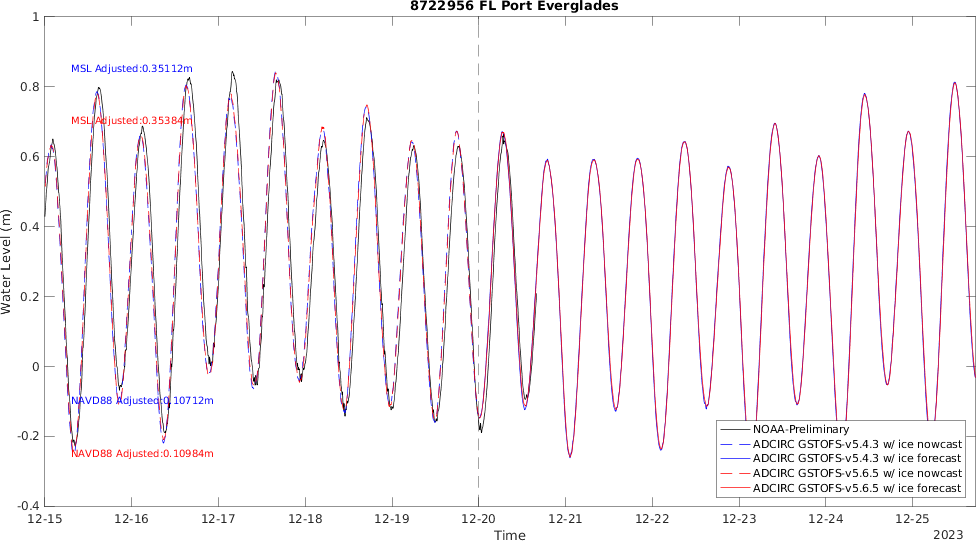 8722956 FL Port Everglades
1
0.8
0.6
0.4
0.2
0
-0.2
-0.4
Water Level (m)
MSL Adjusted:0.35112m
MSL Adjusted:0.35384m
NAVD88 Adjusted:0.10712m
NAVD88 Adjusted:0.10984m
NOAA-Preliminary
ADCIRC GSTOFS-v5.4.3 w/ ice nowcast
ADCIRC GSTOFS-v5.4.3 w/ ice forecast
ADCIRC GSTOFS-v5.6.5 w/ ice nowcast
ADCIRC GSTOFS-v5.6.5 w/ ice forecast
12-15 12-16 12-17 12-18 12-19 12-20 12-21 12-22 12-23 12-24 12-25
Time
2023